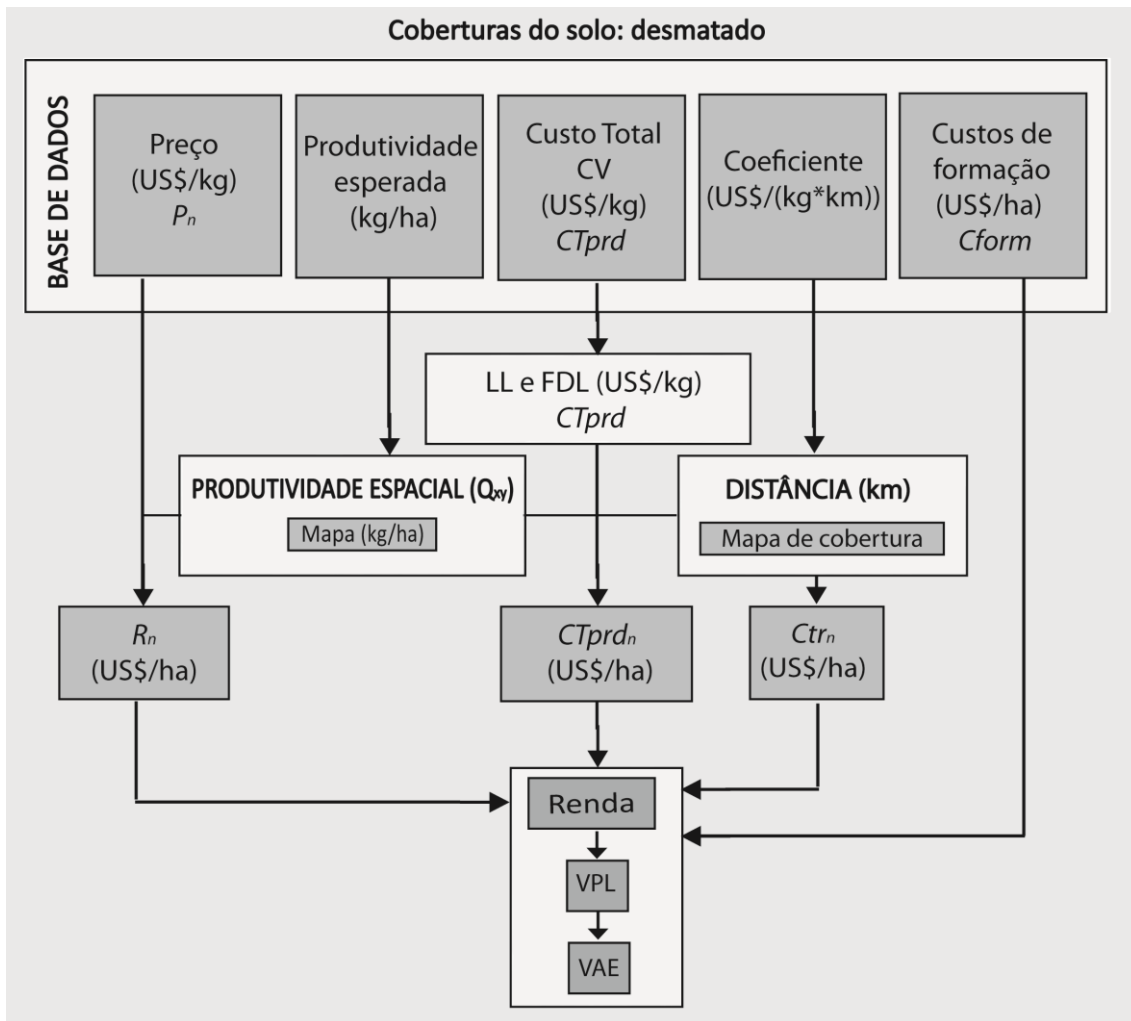 Coberturas do solo: desmatado
BASE DE DADOS
Preço
(US$/kg)
Pn
Produtividade
esperada
(kg/ha)
Custo Total
CV
(US$/kg)
CTprd
Coeficiente
(US$/(kg*km))
Custos de
formação
(US$/ha)
Cform
LL e FDL (US$/kg)
CTprd
PRODUTIVIDADE ESPACIAL (Qxy)
Mapa (kg/ha)
DISTÂNCIA (km)
Mapa de cobertura
Rn
(US$/ha)
CTprdn
(US$/ha)
Ctrn
(US$/ha)
Renda
VPL
VAE